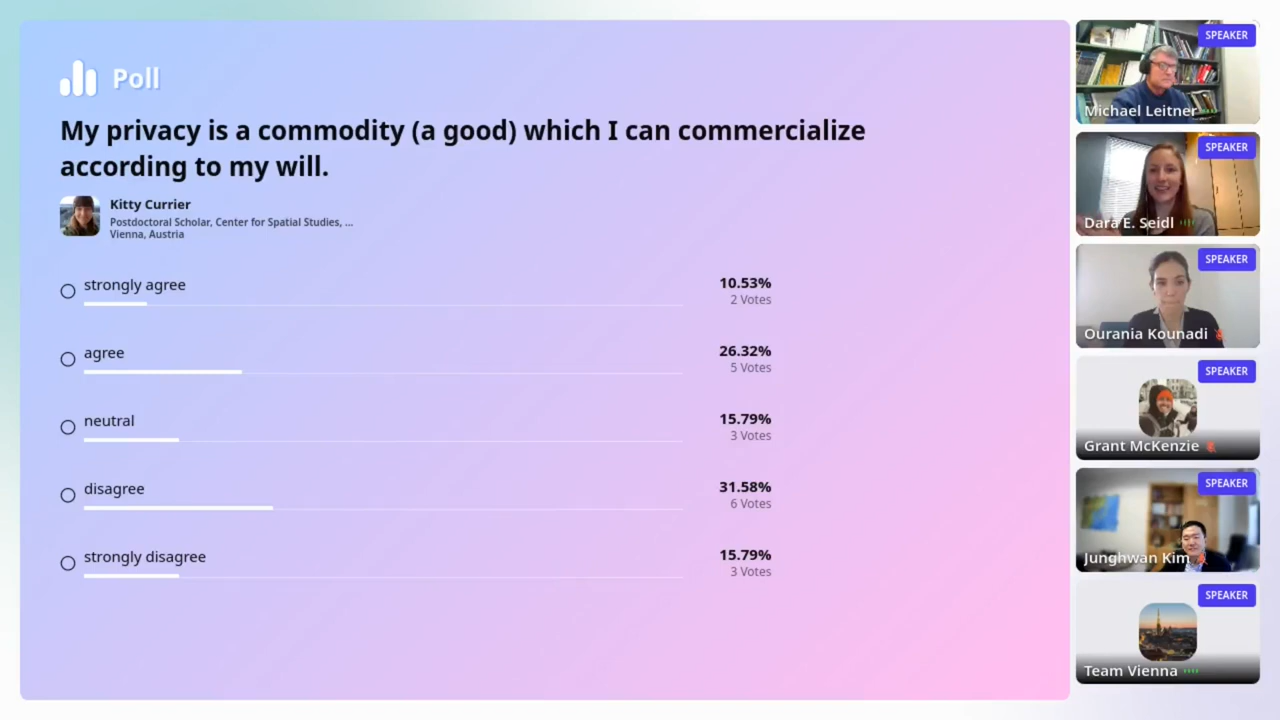 Poll
My privacy is a commodity (a good) which I can commercialize
according to my will.
Kitty Currier
Postdoctoral Scholar, Center for Spatial Studies, ...
Vienna, Austria
strongly agree
10.53%
2 Votes
agree
26.32%
5 Votes
neutral
15.79%
3 Votes
disagree
31.58%
6 Votes
strongly disagree
15.79%
3 Votes
SPEAKER
Michael Leitner
SPEAKER
Dara E. Seidl
SPEAKER
Ourania Kounadi
SPEAKER
Grant McKenzie
SPEAKER
Junghwan Kim
SPEAKER
Team Vienna